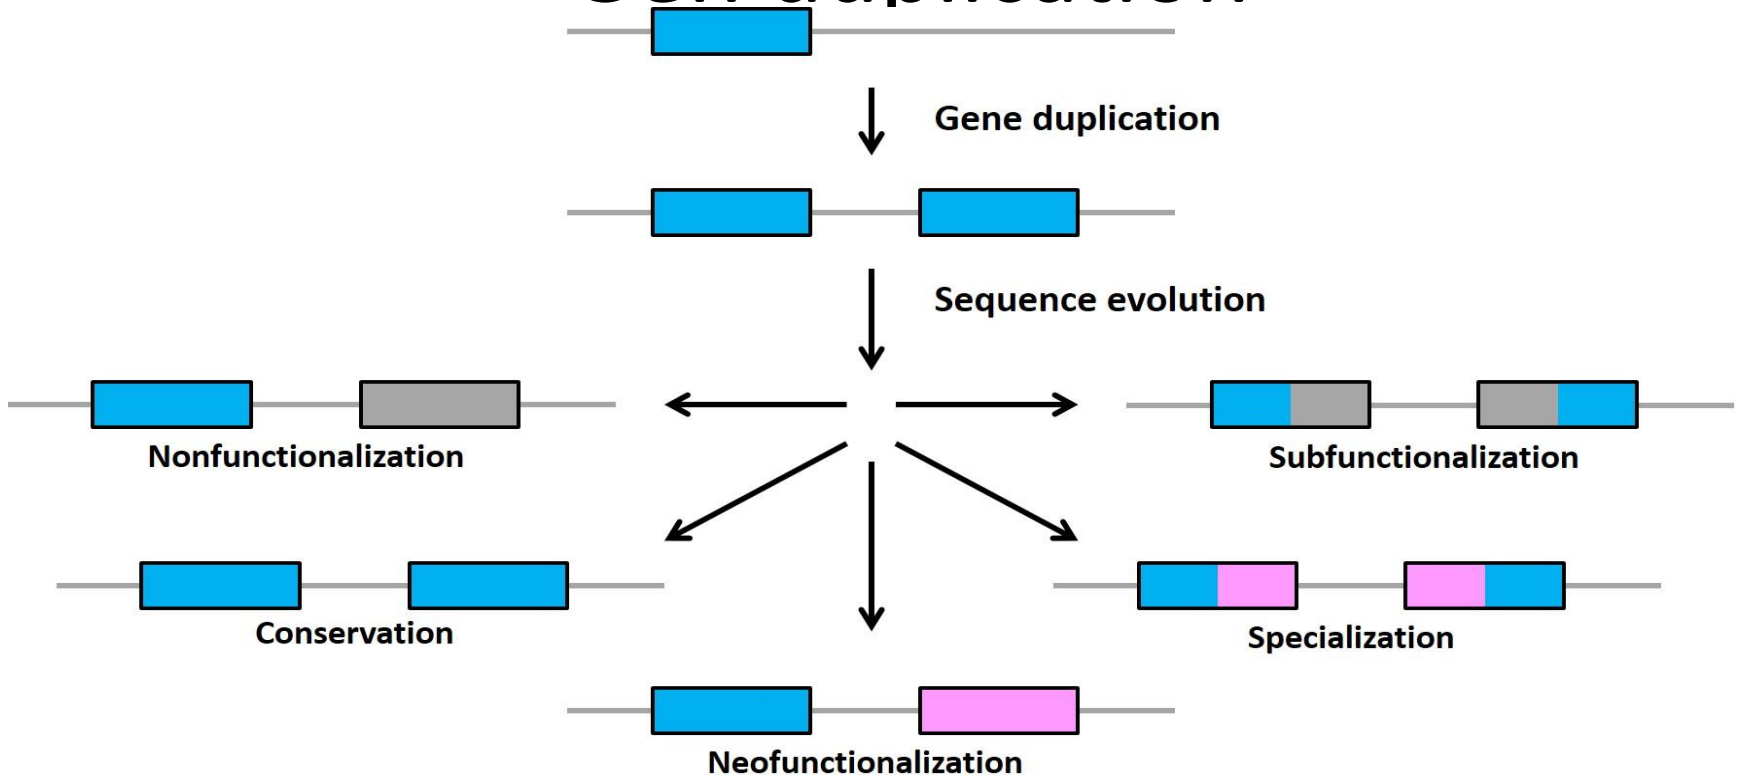 Gene duplication
Sequence evolution
Nonfunctionalization
Subfunctionalization
Conservation
Specialization
Neofunctionalization